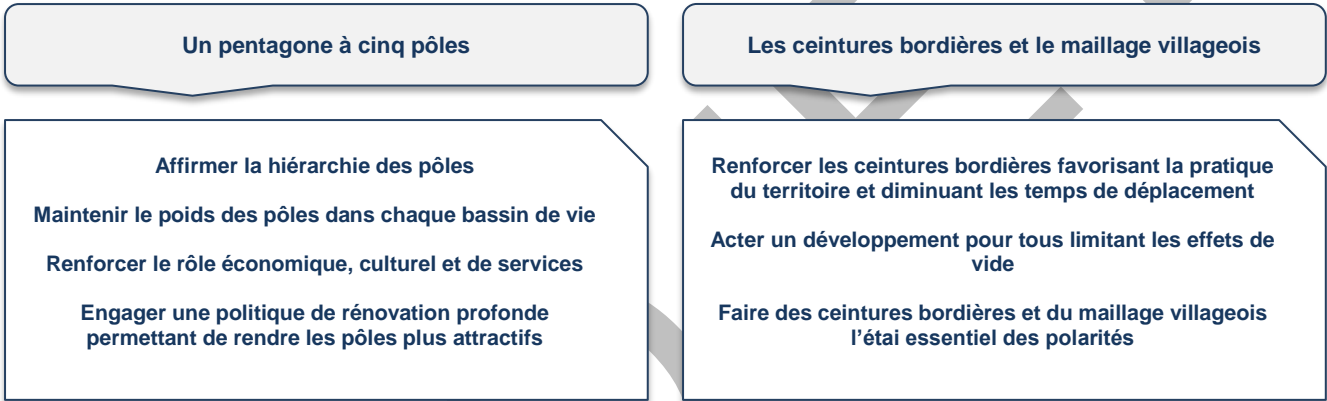 Un pentagone à cinq pôles
Affirmer la hiérarchie des pôles
Maintenir le poids des pôles dans chaque bassin de vie
Renforcer le rôle économique, culturel et de services
Engager une politique de rénovation profonde
permettant de rendre les pôles plus attractifs
Les ceintures bordières et le maillage villageois
Renforcer les ceintures bordières favorisant la pratique
du territoire et diminuant les temps de déplacement
Acter un développement pour tous limitant les effets de
vide
Faire des ceintures bordières et du maillage villageois
l’étai essentiel des polarités